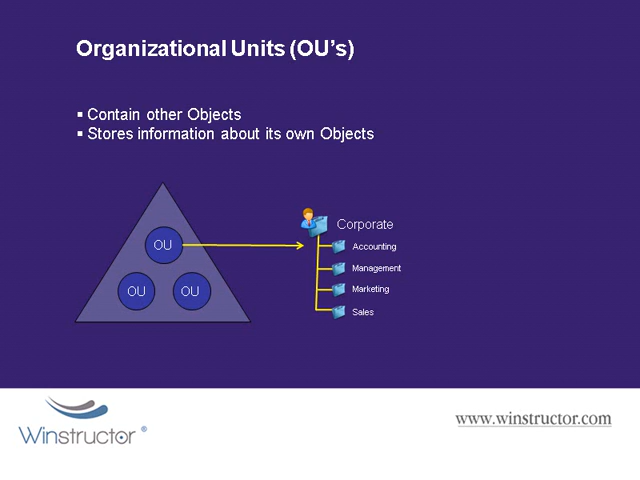 Organizational Units (OU's)
▪ Contain other Objects
▪ Stores information about its own Objects
OU
OU OU
Corporate
Accounting
Management
Marketing
Sales
Winstructor ®
www.winstructor.com